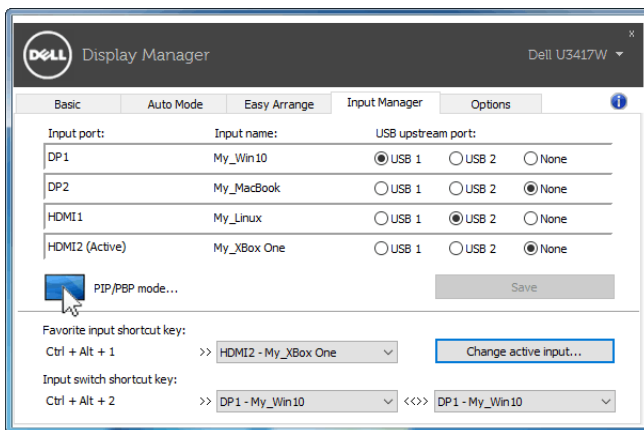 x
DELL Display Manager Dell U3417W
Basic Auto Mode Easy Arrange Input Manager Options i
Input port: Input name: USB upstream port:
DP1 My_Win10 USB 1 USB 2 None
DP2 My_MacBook USB 1 USB 2 None
HDMI1 My_Linux USB 1 USB 2 None
HDMI2 (Active) My_XBox One USB 1 USB 2 None
PIP/PBP mode... Save
Favorite input shortcut key:
Ctrl + Alt + 1 >> HDMI2 - My_XBox One Change active input...
Input switch shortcut key:
Ctrl + Alt + 2 >> DP1 - My_Win10 <<>> DP1 - My_Win10